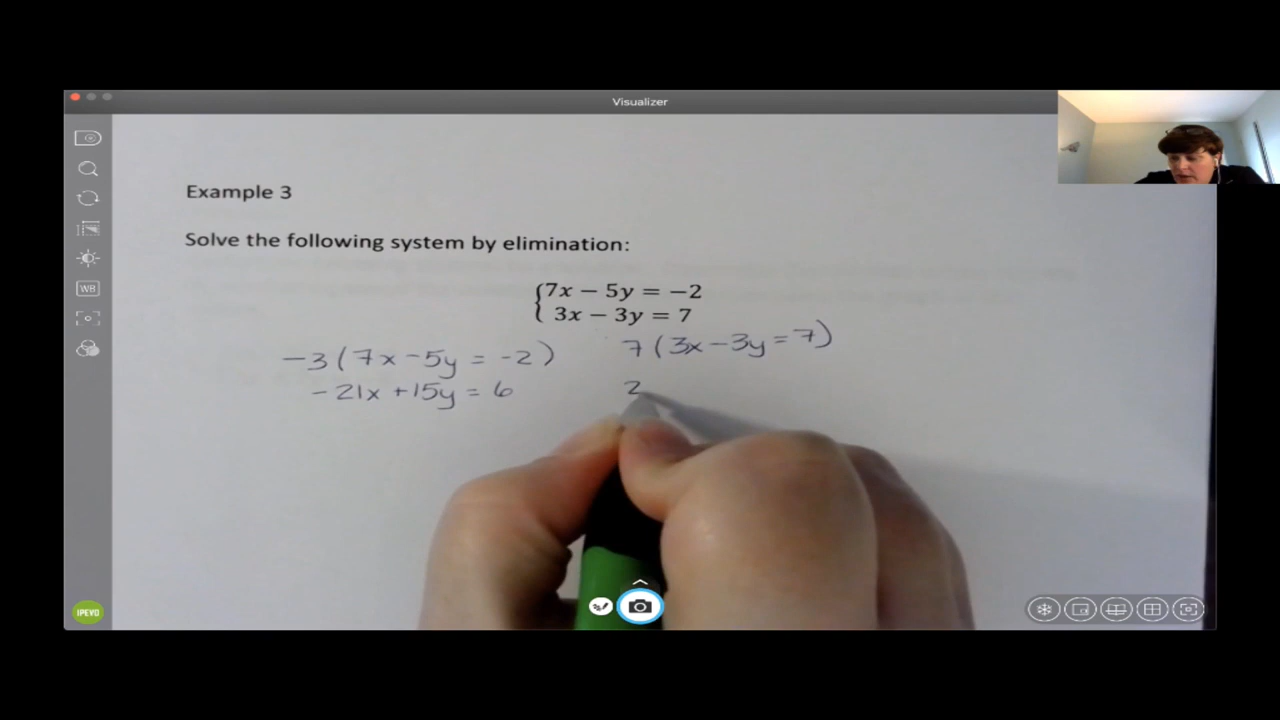 Visualizer
Example 3
Solve the following system by elimination:
{7x − 5y = −2
3x − 3y = 7
−3(7x −5y = -2)
7(3x −3y = 7)
−21x +15y = 6
2
WB
IPEVO